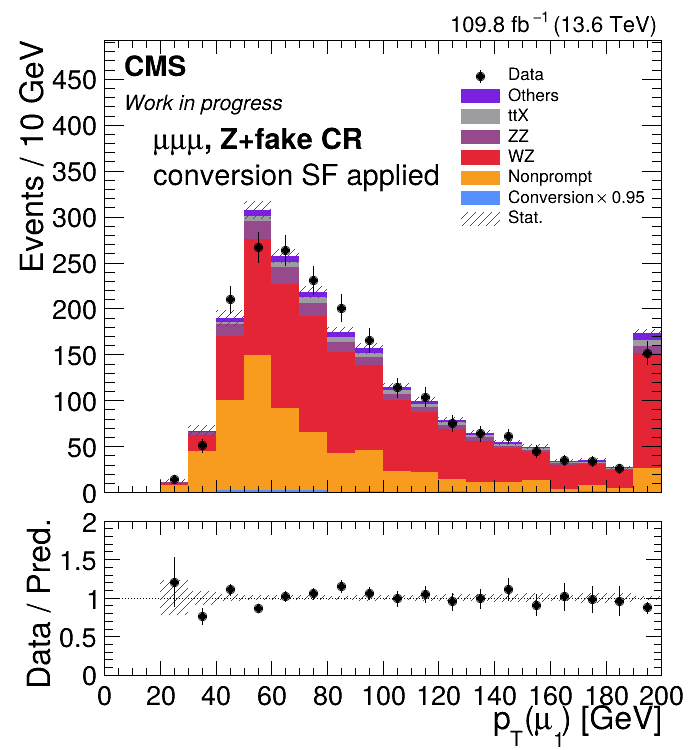 109.8 fb⁻¹ (13.6 TeV)
CMS
Work in progress
μμμ, Z+fake CR
conversion SF applied
Data
Others
ttX
ZZ
WZ
Nonprompt
Conversion × 0.95
Stat.
Events / 10 GeV
450
400
350
300
250
200
150
100
50
0
Data / Pred.
2
1.5
1
0.5
0
0 20 40 60 80 100 120 140 160 180 200
p_T(μ_1) [GeV]